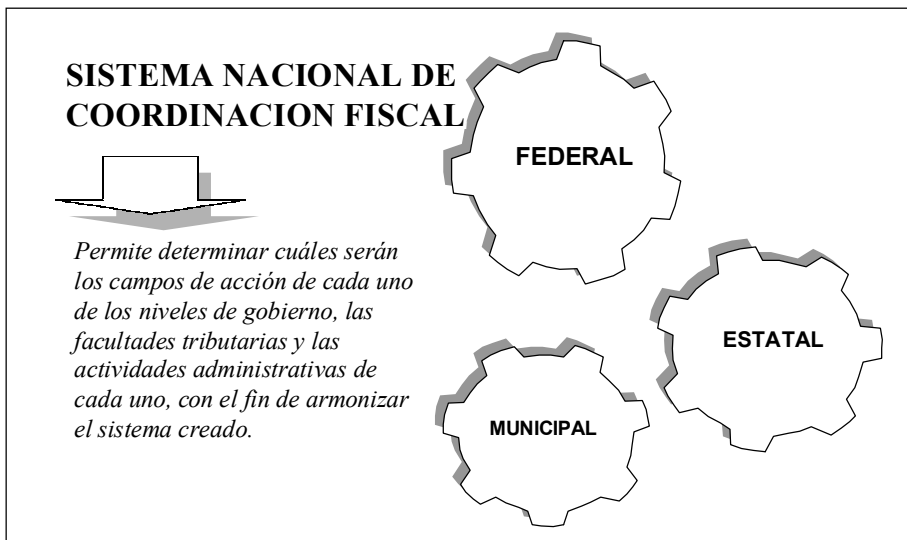 SISTEMA NACIONAL DE
COORDINACION FISCAL
Permite determinar cuáles serán
los campos de acción de cada uno
de los niveles de gobierno, las
facultades tributarias y las
actividades administrativas de
cada uno, con el fin de armonizar
el sistema creado.
FEDERAL
ESTATAL
MUNICIPAL